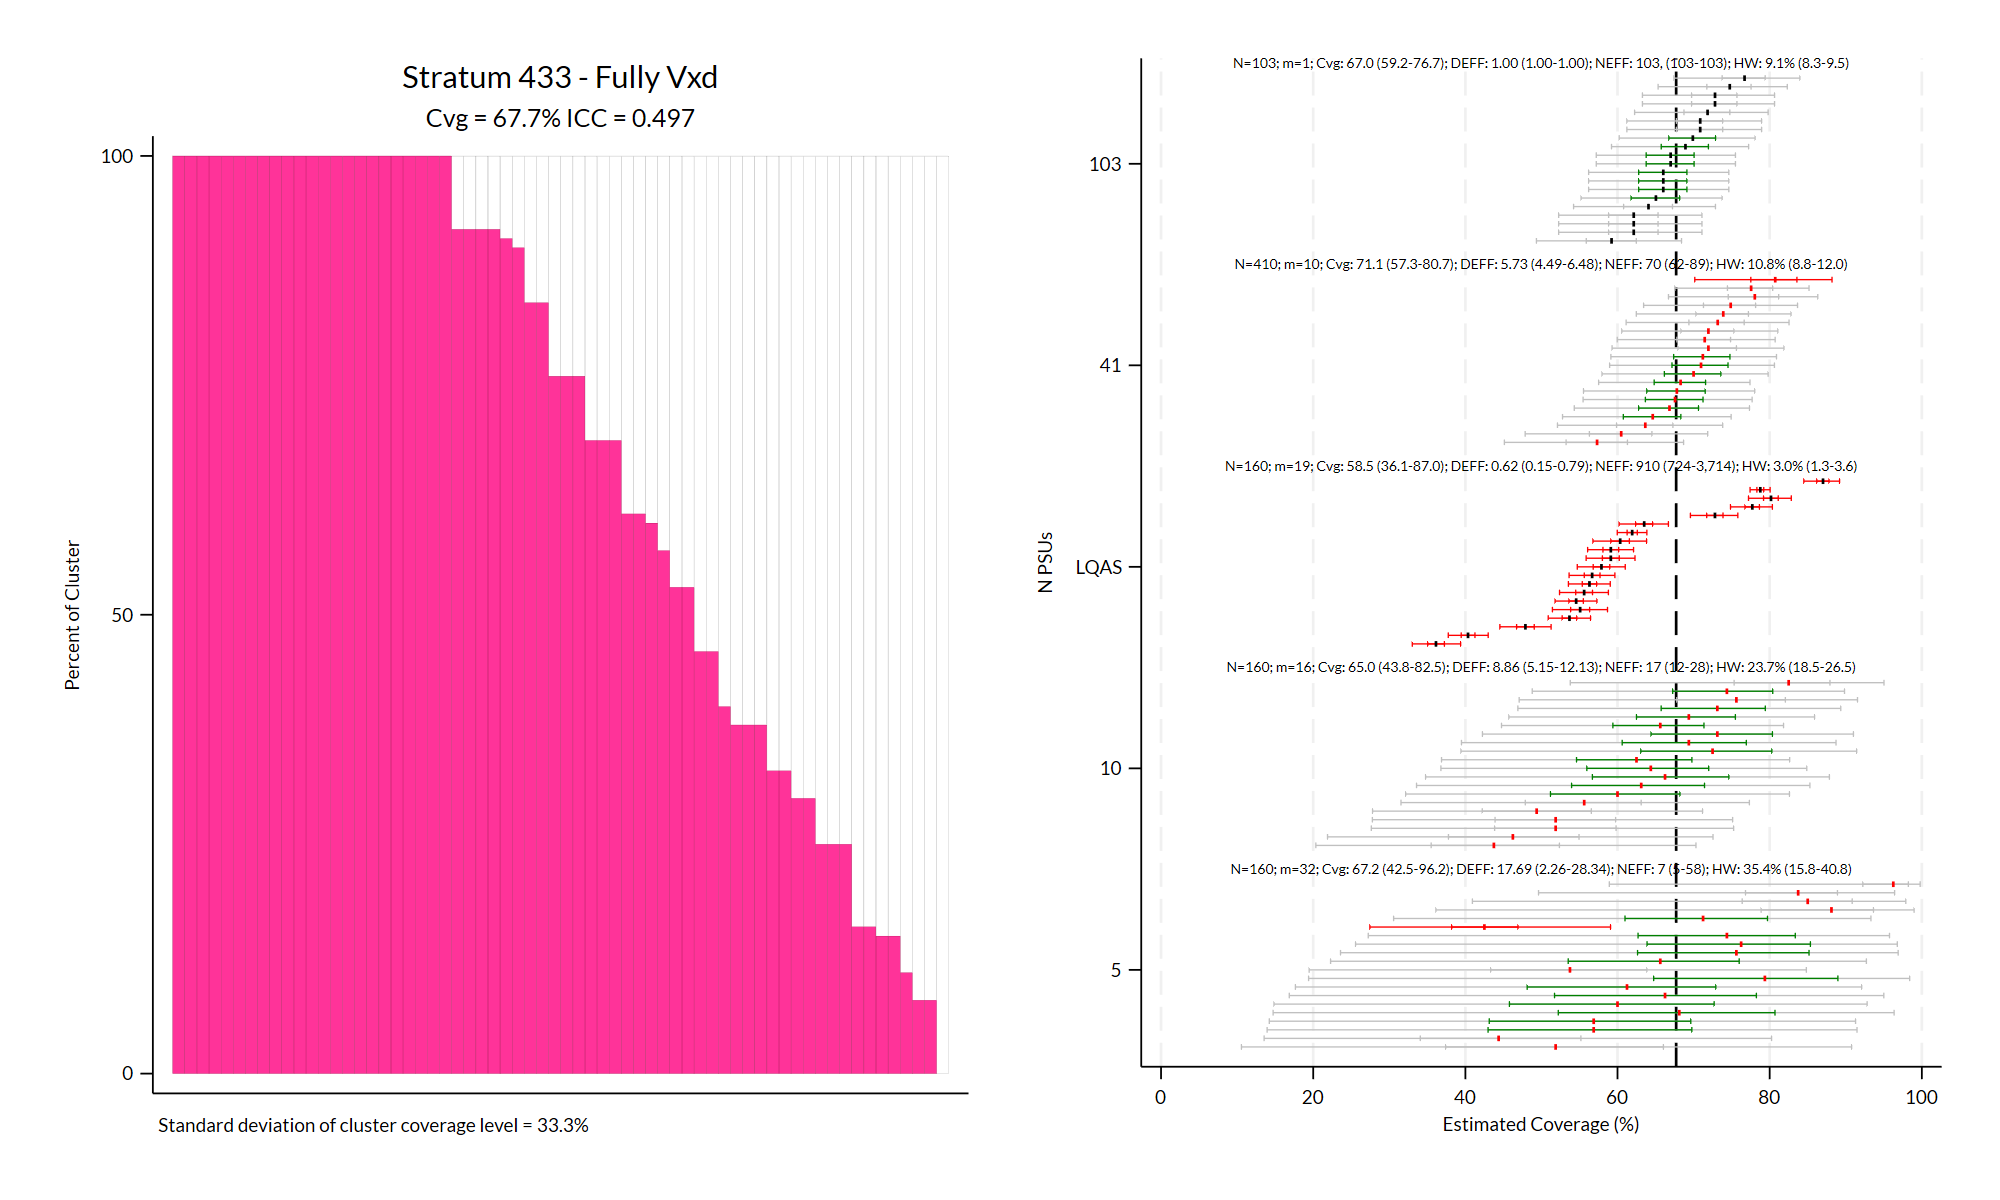 Stratum 433 - Fully Vxd
Cvg = 67.7% ICC = 0.497
100
50
0
Percent of Cluster
Standard deviation of cluster coverage level = 33.3%
N=103; m=1; Cvg: 67.0 (59.2-76.7); DEFF: 1.00 (1.00-1.00); NEFF: 103, (103-103); HW: 9.1% (8.3-9.5)
103
N=410; m=10; Cvg: 71.1 (57.3-80.7); DEFF: 5.73 (4.49-6.48); NEFF: 70 (62-89); HW: 10.8% (8.8-12.0)
41
N=160; m=19; Cvg: 58.5 (36.1-87.0); DEFF: 0.62 (0.15-0.79); NEFF: 910 (724-3,714); HW: 3.0% (1.3-3.6)
N PSUs
LQAS
N=160; m=16; Cvg: 65.0 (43.8-82.5); DEFF: 8.86 (5.15-12.13); NEFF: 17 (12-28); HW: 23.7% (18.5-26.5)
10
N=160; m=32; Cvg: 67.2 (42.5-96.2); DEFF: 17.69 (2.26-28.34); NEFF: 7 (5-58); HW: 35.4% (15.8-40.8)
5
0 20 40 60 80 100
Estimated Coverage (%)